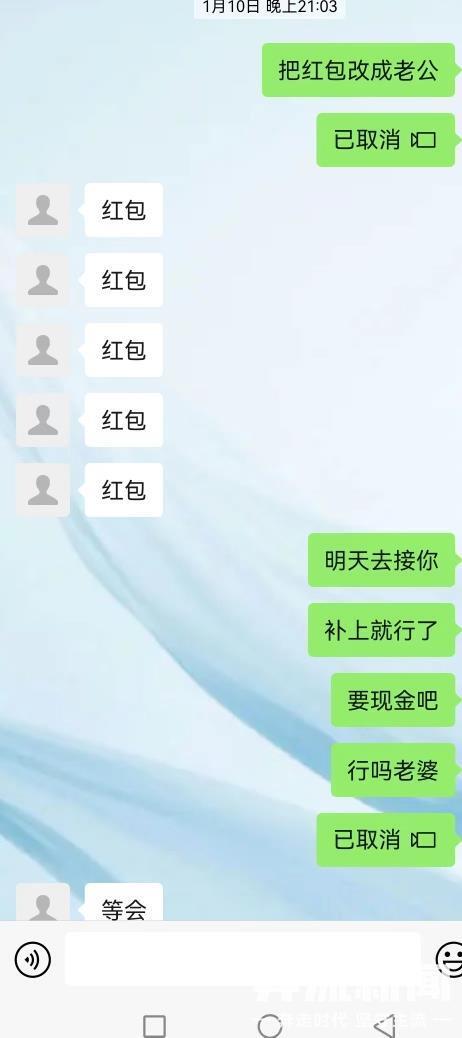 1月10日 晚上21:03
把红包改成老公
已取消
红包
红包
红包
红包
红包
明天去接你
补上就行了
要现金吧
行吗老婆
已取消
等会